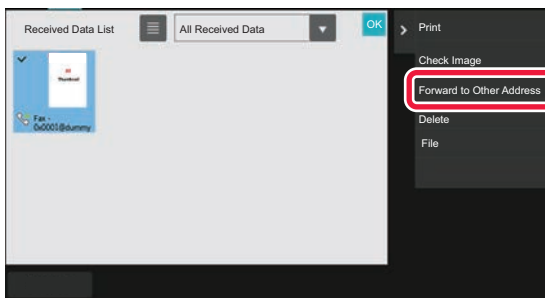 Received Data List
All Received Data
OK
Print
Check Image
Forward to Other Address
Delete
File
Thumbnail
Fax -
0x0001@dummy